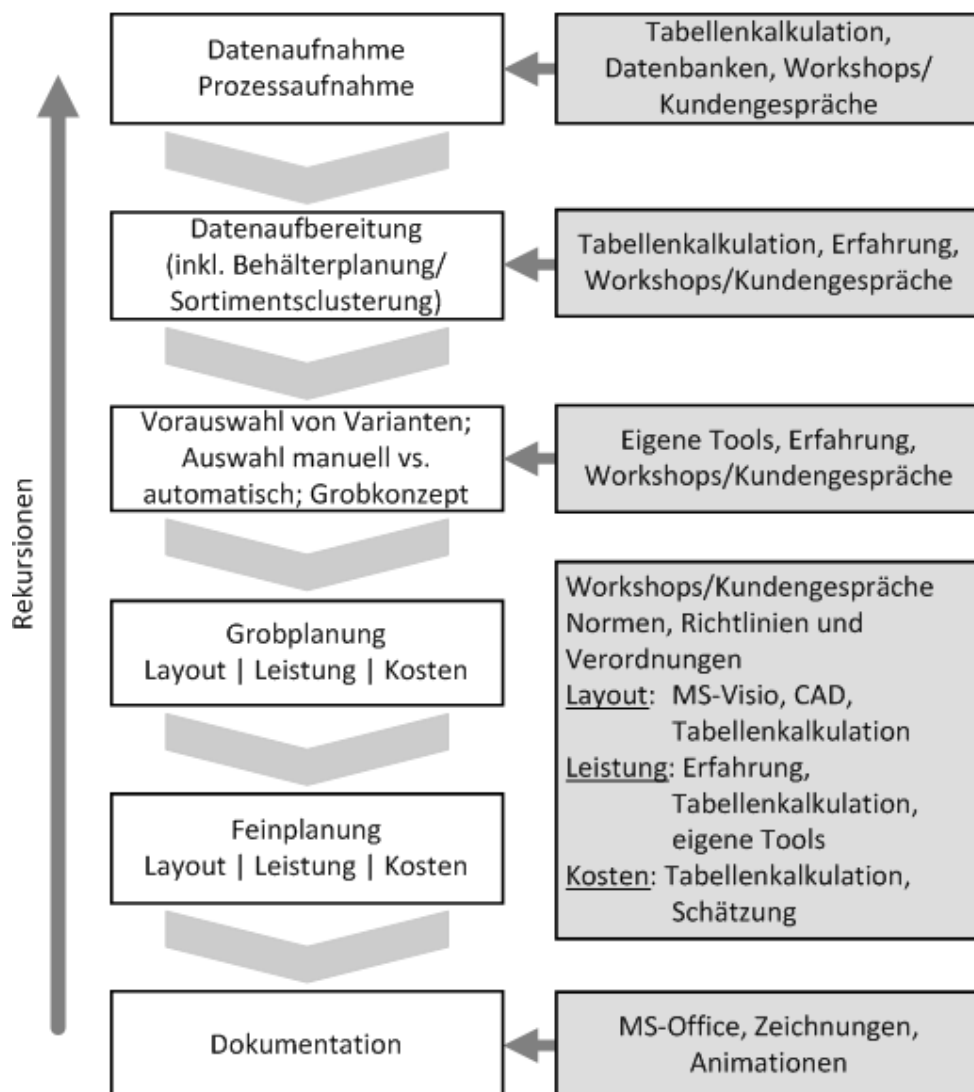 Datenaufnahme
Prozessaufnahme
Tabellenkalkulation,
Datenbanken, Workshops/
Kundengespräche
Datenaufbereitung
(inkl. Behälterplanung/
Sortimentsclusterung)
Tabellenkalkulation, Erfahrung,
Workshops/Kundengespräche
Vorauswahl von Varianten;
Auswahl manuell vs.
automatisch; Grobkonzept
Eigene Tools, Erfahrung,
Workshops/Kundengespräche
Rekursionen
Grobplanung
Layout | Leistung | Kosten
Feinplanung
Layout | Leistung | Kosten
Workshops/Kundengespräche
Normen, Richtlinien und
Verordnungen
Layout: MS-Visio, CAD,
Tabellenkalkulation
Leistung: Erfahrung,
Tabellenkalkulation,
eigene Tools
Kosten: Tabellenkalkulation,
Schätzung
Dokumentation
MS-Office, Zeichnungen,
Animationen